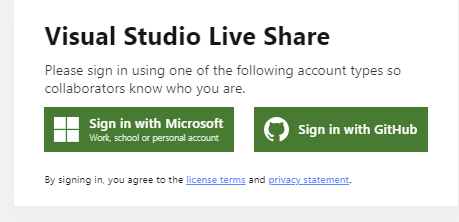 Visual Studio Live Share
Please sign in using one of the following account types so
collaborators know who you are.
Sign in with Microsoft
Work, school or personal account
Sign in with GitHub
By signing in, you agree to the license terms and privacy statement.